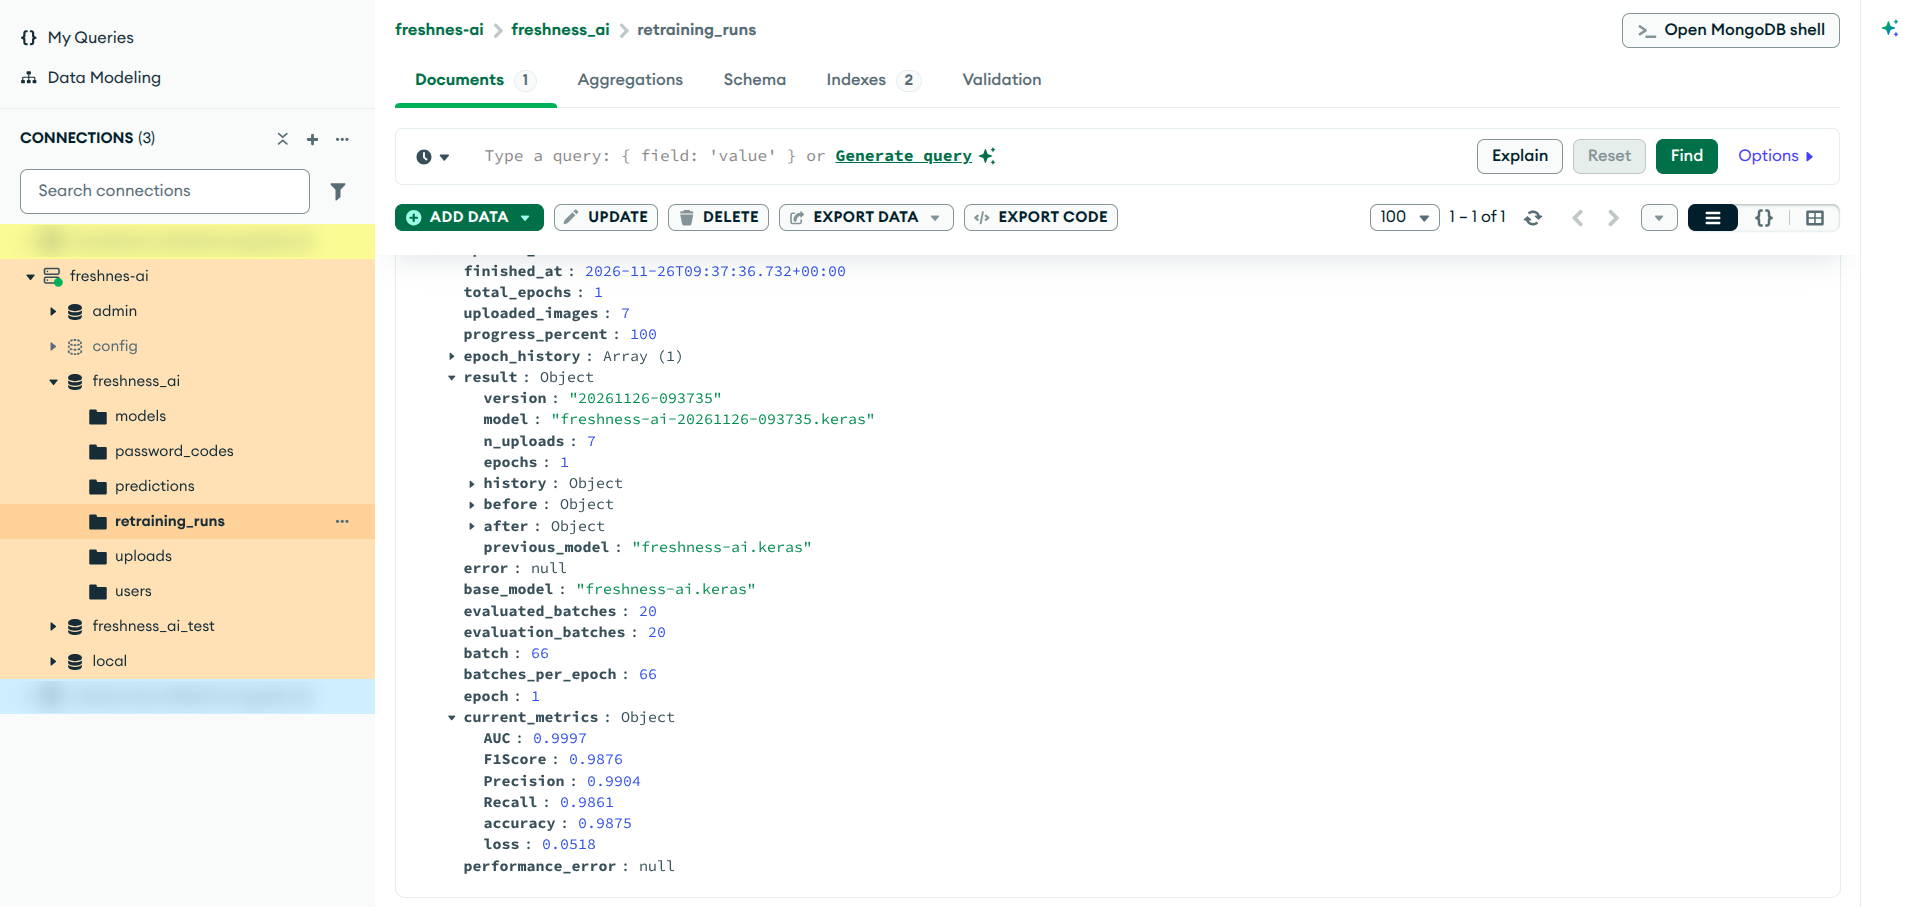 My Queries
Data Modeling
CONNECTIONS (3)
Search connections
freshnes-ai
admin
config
freshness_ai
models
password_codes
predictions
retraining_runs
uploads
users
freshness_ai_test
local
freshnes-ai > freshness_ai > retraining_runs
>_ Open MongoDB shell
Documents 1 Aggregations Schema Indexes 2 Validation
Type a query: { field: 'value' } or Generate query
Explain Reset Find Options
ADD DATA UPDATE DELETE EXPORT DATA EXPORT CODE
100 1 – 1 of 1 {}
finished_at : 2026-11-26T09:37:36.732+00:00
total_epochs : 1
uploaded_images : 7
progress_percent : 100
epoch_history : Array (1)
result : Object
version : "20261126-093735"
model : "freshness-ai-20261126-093735.keras"
n_uploads : 7
epochs : 1
history : Object
before : Object
after : Object
previous_model : "freshness-ai.keras"
error : null
base_model : "freshness-ai.keras"
evaluated_batches : 20
evaluation_batches : 20
batch : 66
batches_per_epoch : 66
epoch : 1
current_metrics : Object
AUC : 0.9997
F1Score : 0.9876
Precision : 0.9904
Recall : 0.9861
accuracy : 0.9875
loss : 0.0518
performance_error : null